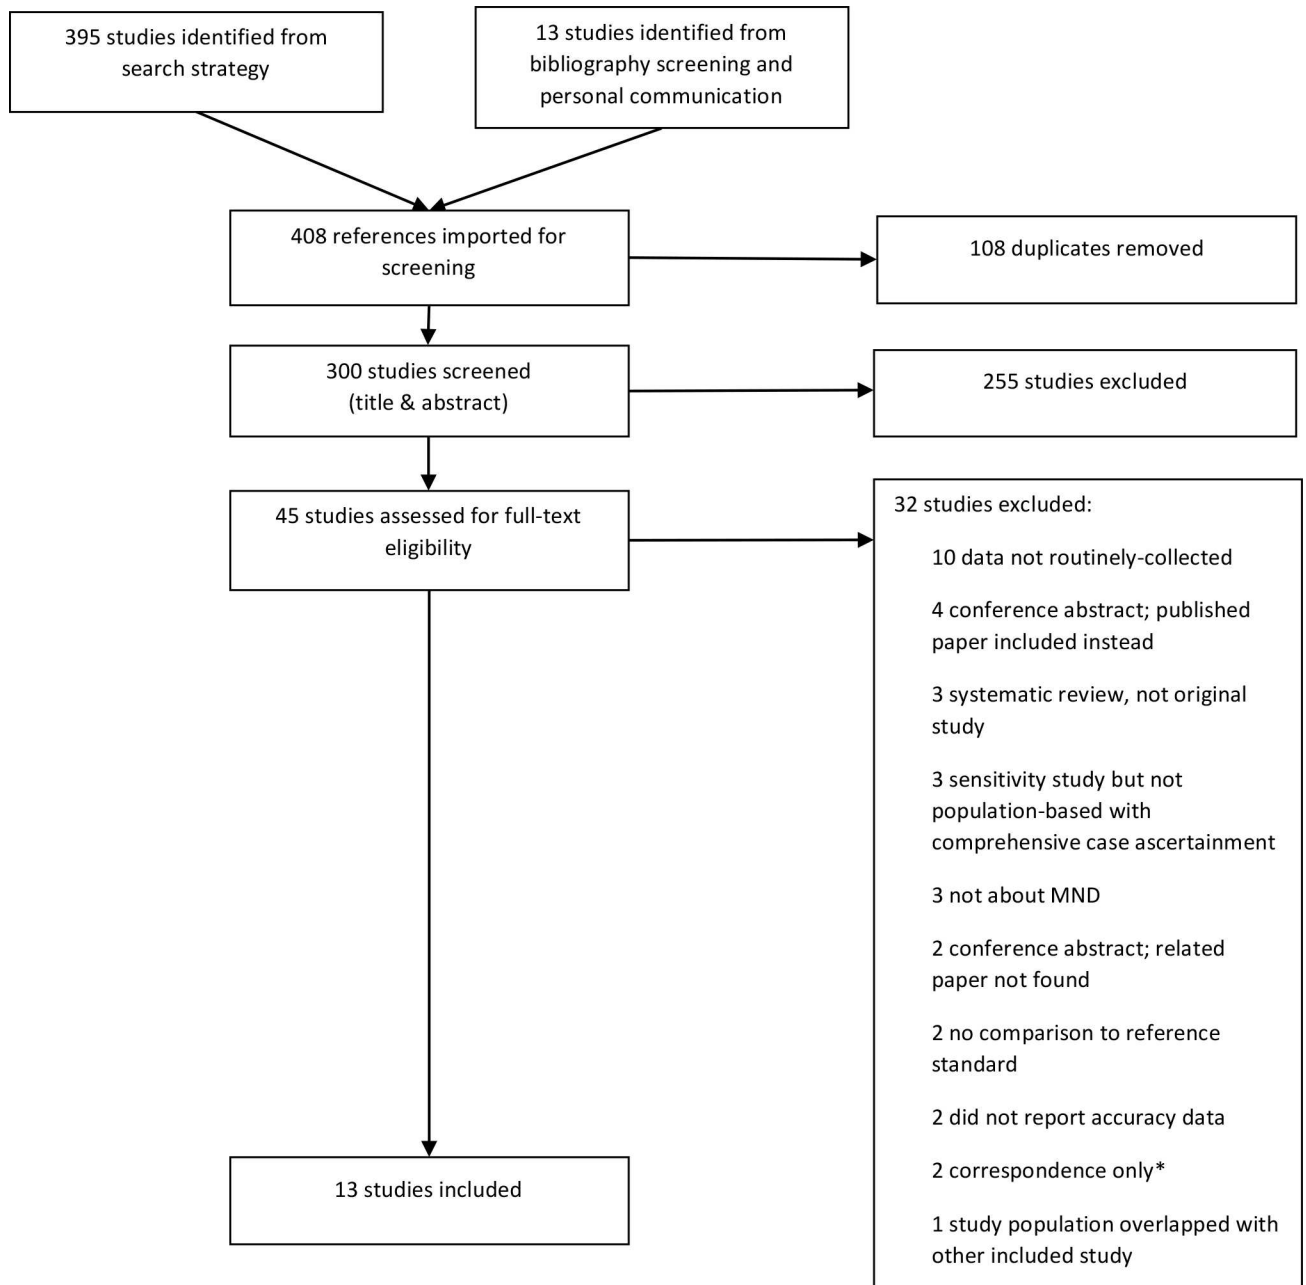 395 studies identified from
search strategy
13 studies identified from
bibliography screening and
personal communication
408 references imported for
screening
108 duplicates removed
300 studies screened
(title & abstract)
255 studies excluded
45 studies assessed for full-text
eligibility
32 studies excluded:
10 data not routinely-collected
4 conference abstract; published
paper included instead
3 systematic review, not original
study
3 sensitivity study but not
population-based with
comprehensive case ascertainment
3 not about MND
2 conference abstract; related
paper not found
2 no comparison to reference
standard
2 did not report accuracy data
2 correspondence only*
1 study population overlapped with
other included study
13 studies included